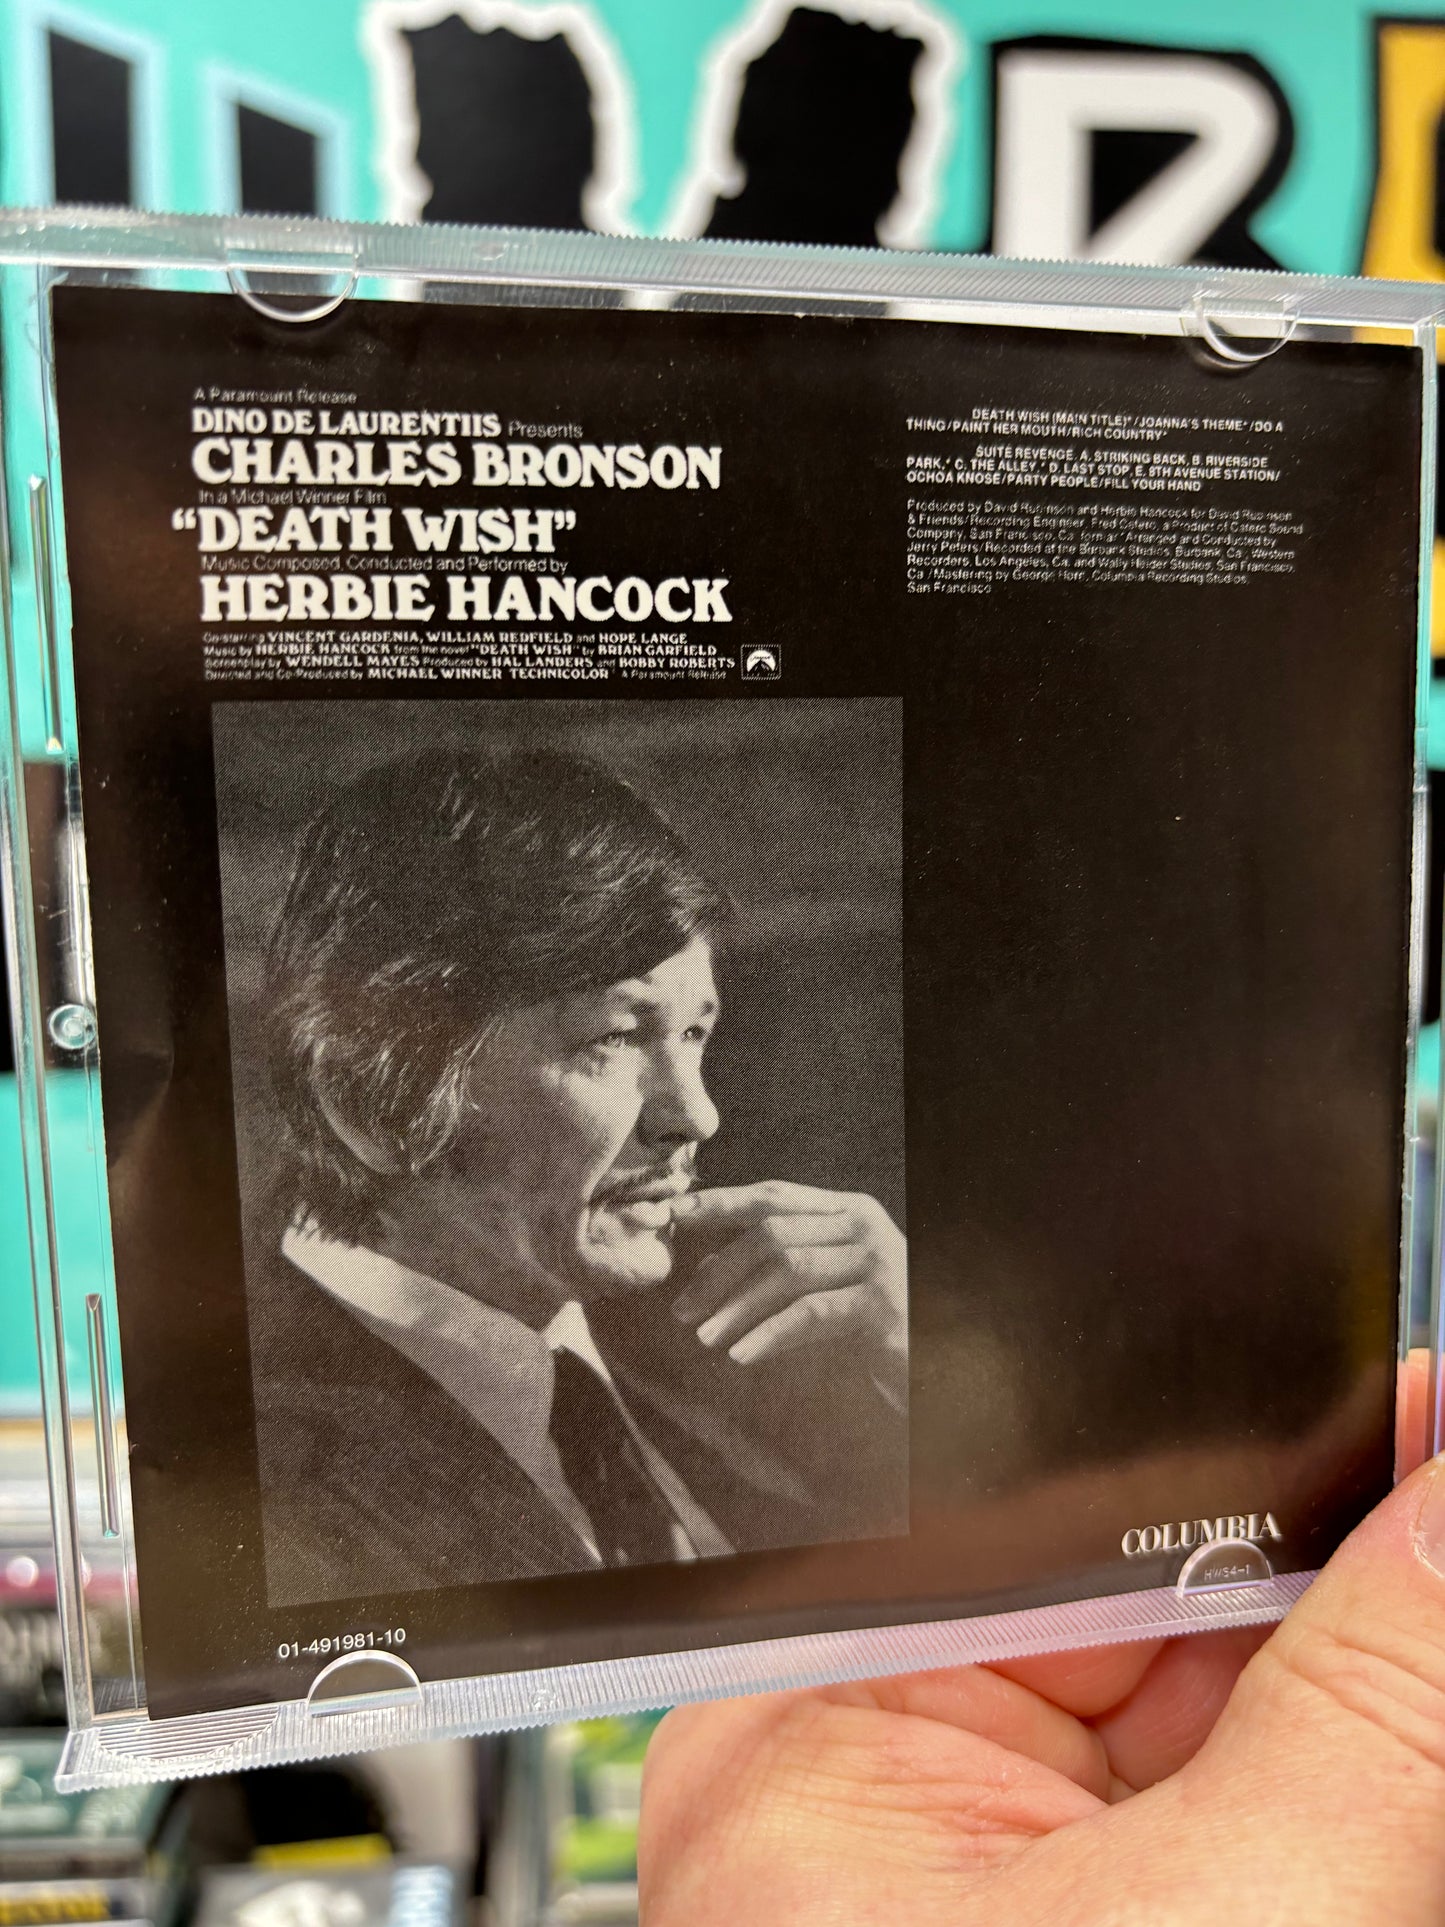 A Paramount Release
DINO DE LAURENTIIS Presents
CHARLES BRONSON
In a Michael Winner Film
"DEATH WISH"
Music Composed, Conducted and Performed by
HERBIE HANCOCK
Co-starring VINCENT GARDENIA, WILLIAM REDFIELD and HOPE LANGE
Music by HERBIE HANCOCK from the novel "DEATH WISH" by BRIAN GARFIELD
Screenplay by WENDELL MAYES Produced by HAL LANDERS and BOBBY ROBERTS
Directed and Co-Produced by MICHAEL WINNER TECHNICOLOR® A Paramount Release
DEATH WISH (MAIN TITLE)*/JOANNA'S THEME*/DO A
THING/PAINT HER MOUTH/RICH COUNTRY*
SUITE REVENGE: A. STRIKING BACK, B. RIVERSIDE
PARK,* C. THE ALLEY,* D. LAST STOP, E. 8TH AVENUE STATION/
OCHOA KNOSE/PARTY PEOPLE/FILL YOUR HAND
Produced by David Rubinson and Herbie Hancock for David Rubinson
& Friends/Recording Engineer, Fred Catero, a Product of Catero Sound
Company, San Francisco, Ca. *Arranged and Conducted by
Jerry Peters/Recorded at the Burbank Studios, Burbank, Ca., Western
Recorders, Los Angeles, Ca. and Wally Heider Studios, San Francisco,
Ca./Mastering by George Horn, Columbia Recording Studios,
San Francisco
COLUMBIA
01-491981-10